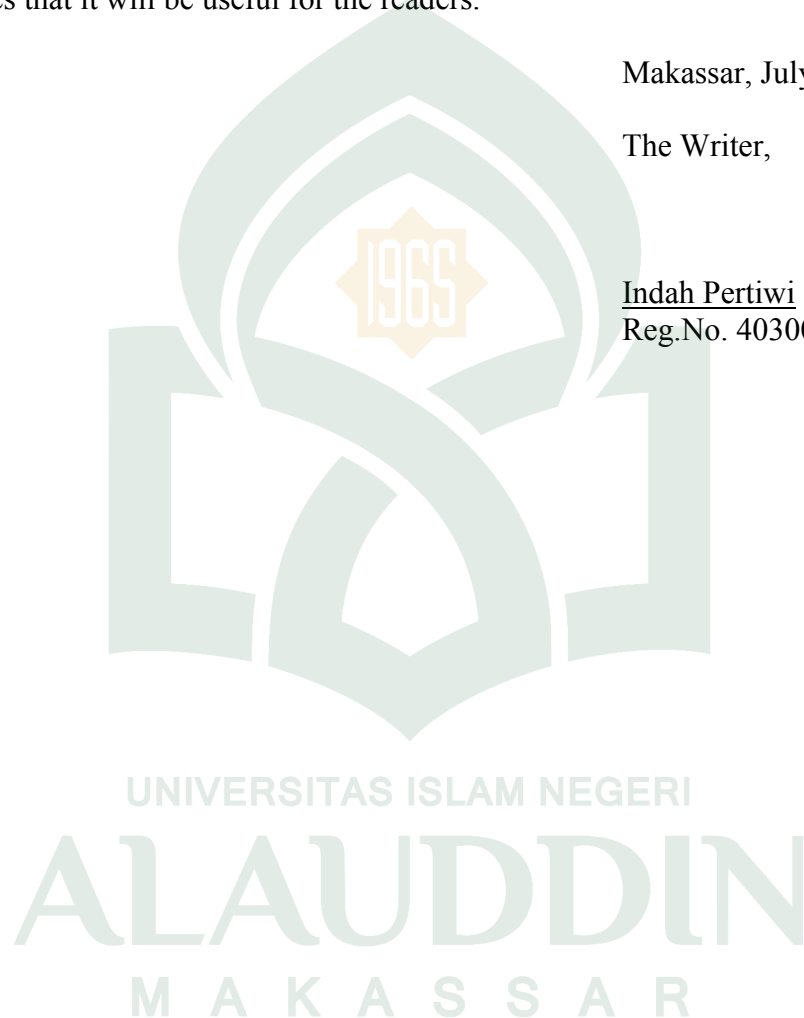 that it will be useful for the readers.
Makassar, July
The Writer,
Indah Pertiwi
Reg.No. 40300
1965
UNIVERSITAS ISLAM NEGERI
ALAUDDIN
MAKASSAR